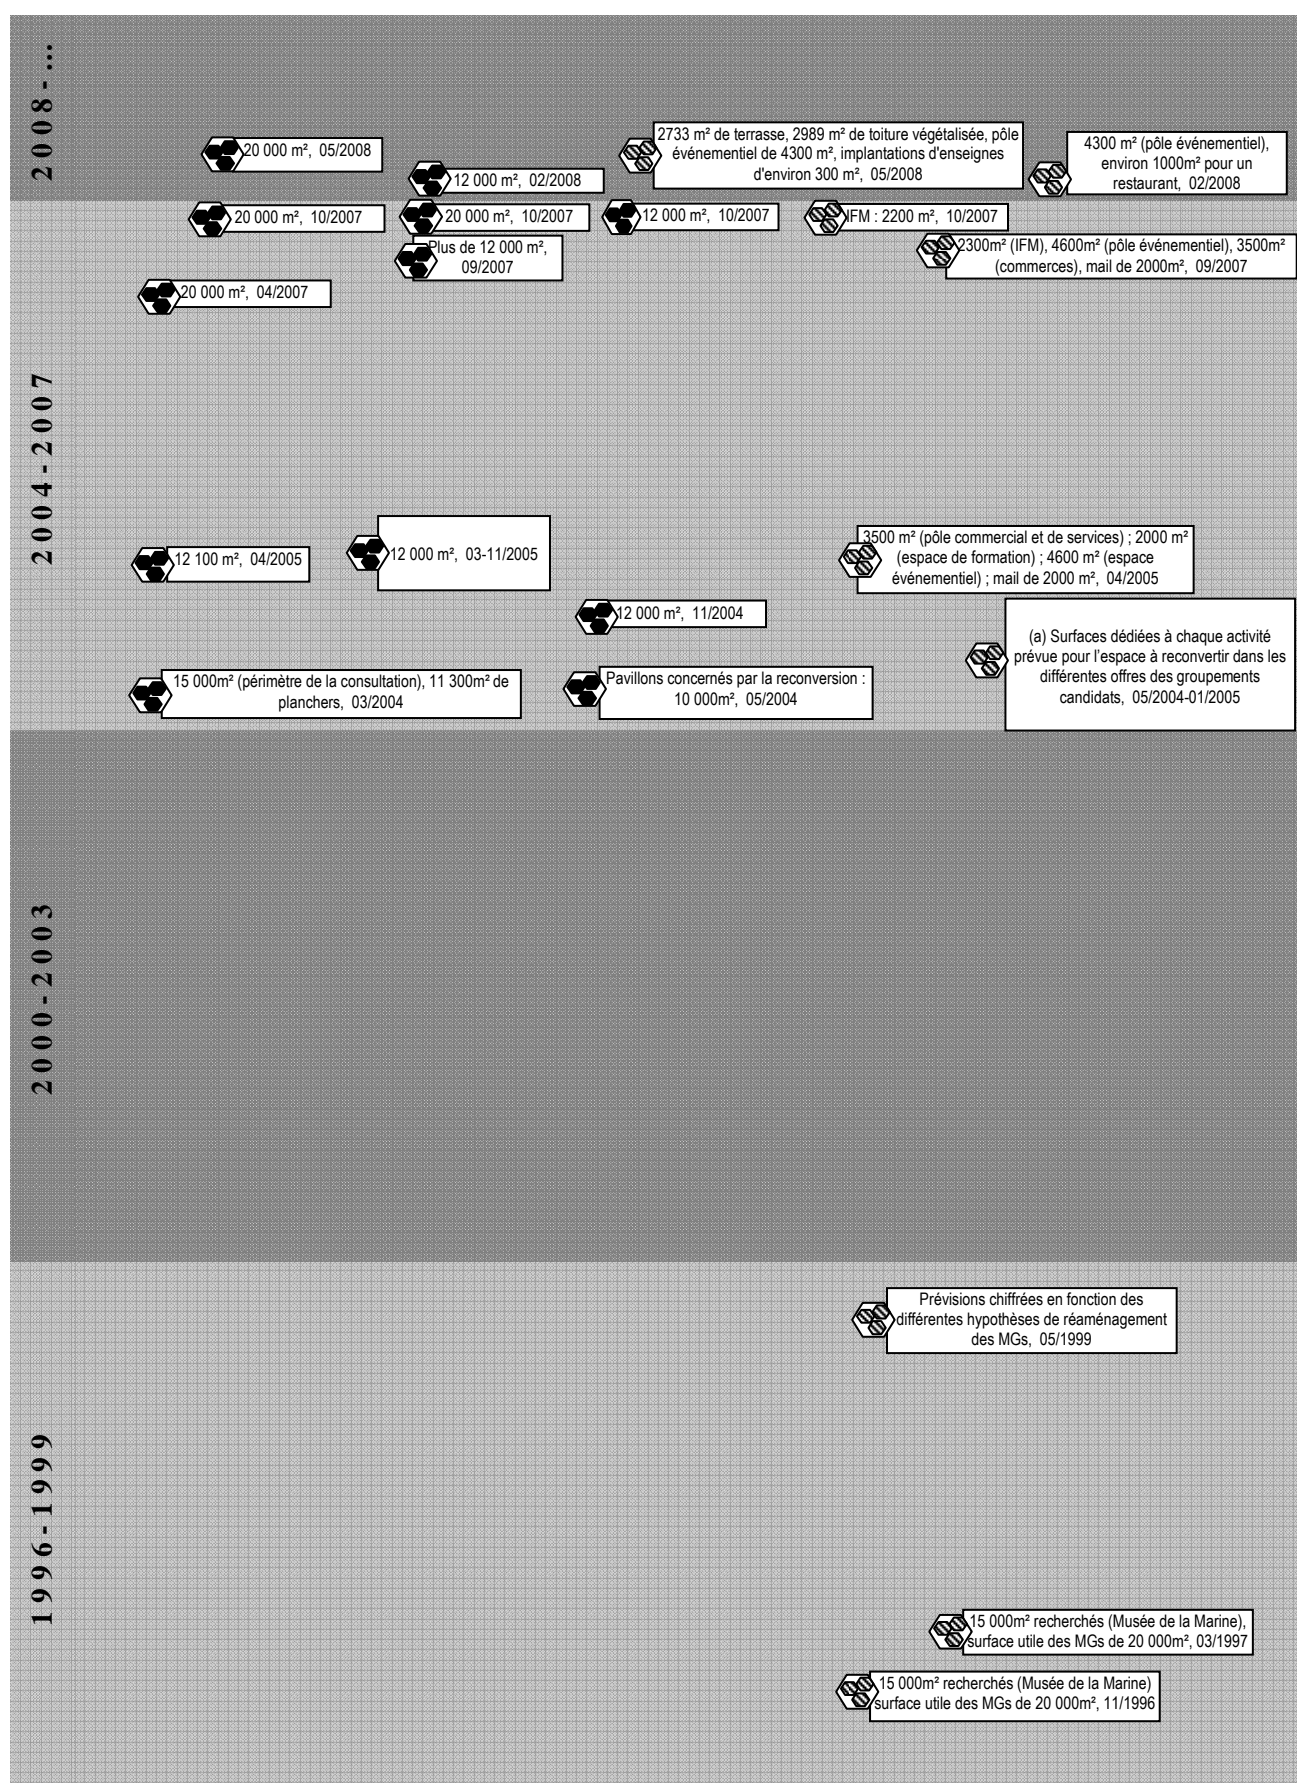 2008-...
20 000 m², 05/2008
2733 m² de terrasse, 2989 m² de toiture végétalisée, pôle
événementiel de 4300 m², implantations d'enseignes
d'environ 300 m², 05/2008
4300 m² (pôle événementiel),
environ 1000m² pour un
restaurant, 02/2008
12 000 m², 02/2008
2004-2007
20 000 m², 10/2007
20 000 m², 10/2007
12 000 m², 10/2007
IFM : 2200 m², 10/2007
Plus de 12 000 m²,
09/2007
2300m² (IFM), 4600m² (pôle événementiel), 3500m²
(commerces), mail de 2000m², 09/2007
20 000 m², 04/2007
12 100 m², 04/2005
12 000 m², 03-11/2005
3500 m² (pôle commercial et de services) ; 2000 m²
(espace de formation) ; 4600 m² (espace
événementiel) ; mail de 2000 m², 04/2005
12 000 m², 11/2004
(a) Surfaces dédiées à chaque activité
prévue pour l'espace à reconvertir dans les
différentes offres des groupements
candidats, 05/2004-01/2005
15 000m² (périmètre de la consultation), 11 300m² de
planchers, 03/2004
Pavillons concernés par la reconversion :
10 000m², 05/2004
2000-2003
1996-1999
Prévisions chiffrées en fonction des
différentes hypothèses de réaménagement
des MGs, 05/1999
15 000m² recherchés (Musée de la Marine),
surface utile des MGs de 20 000m², 03/1997
15 000m² recherchés (Musée de la Marine)
surface utile des MGs de 20 000m², 11/1996